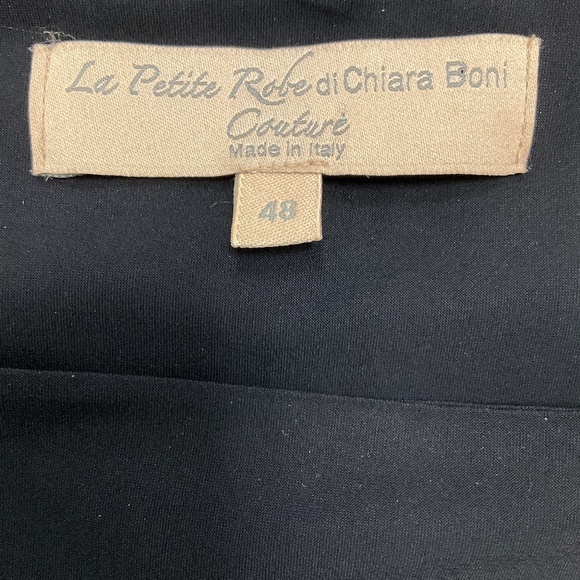 La Petite Robe di Chiara Boni
Couture
Made in Italy
48